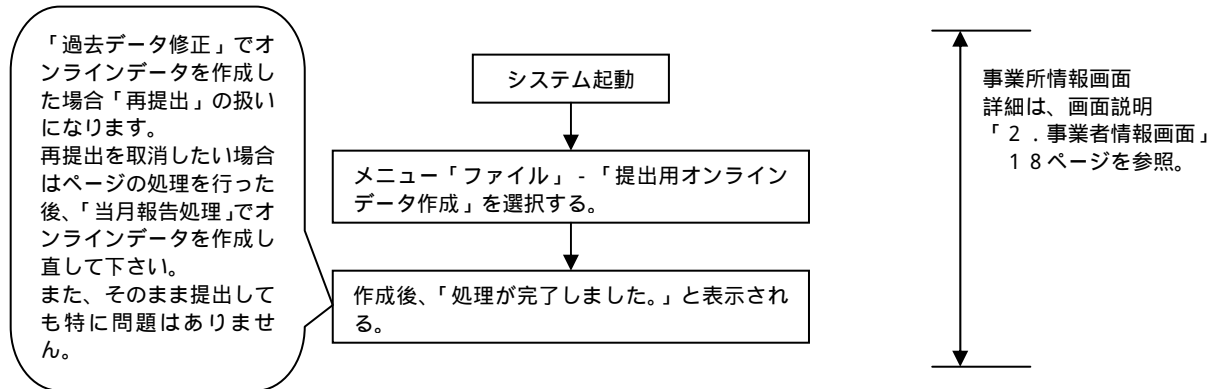 「過去データ修正」でオ
ンラインデータを作成し
た場合「再提出」の扱い
になります。
再提出を取消したい場合
はページの処理を行った
後、「当月報告処理」でオ
ンラインデータを作成し
直して下さい。
また、そのまま提出して
も特に問題はありませ
ん。
システム起動
メニュー「ファイル」-「提出用オンライン
データ作成」を選択する。
作成後、「処理が完了しました。」と表示され
る。
事業所情報画面
詳細は、画面説明
「２．事業者情報画面」
１８ページを参照。